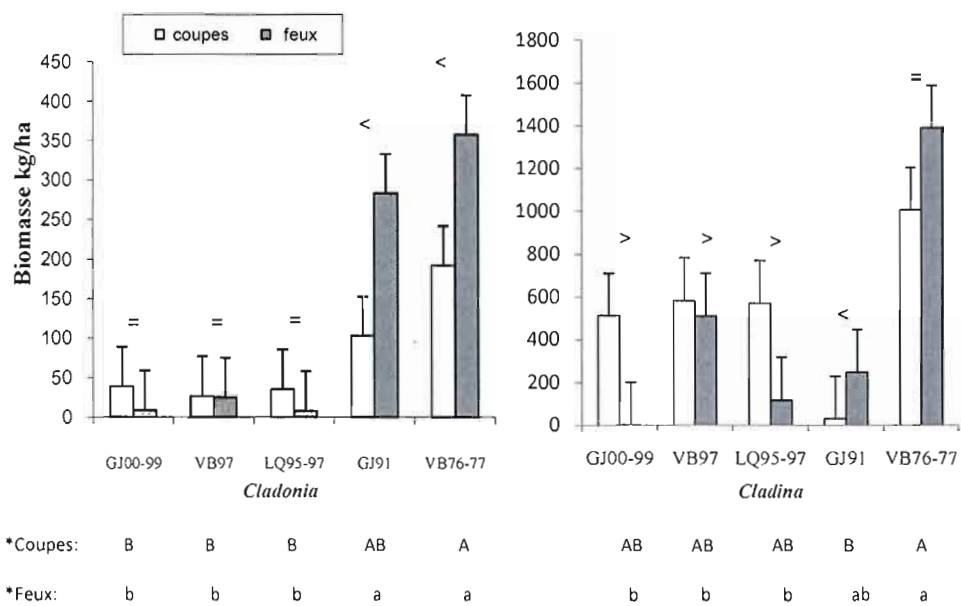 coupes feux
Biomasse kg/ha
450
400
350
300
250
200
150
100
50
0
= = = < <
GJ00-99 VB97 LQ95-97 GJ91 VB76-77
Cladonia
1800
1600
1400
1200
1000
800
600
400
200
0
> > > < =
GJ00-99 VB97 LQ95-97 GJ91 VB76-77
Cladina
*Coupes: B B B AB A AB AB AB B A
*Feux: b b b a a b b b ab a